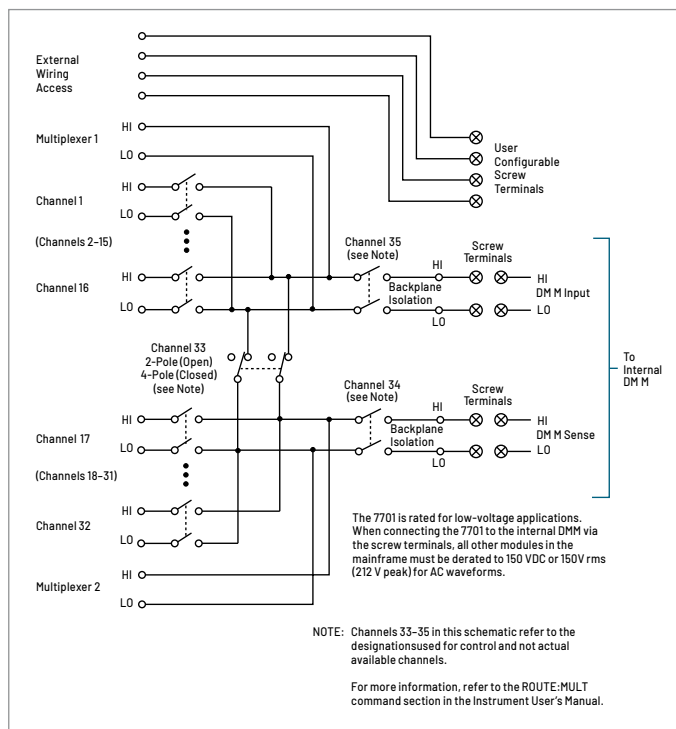 External
Wiring
Access
Multiplexer 1
HI
LO
User
Configurable
Screw
Terminals
Channel 1
HI
LO
(Channels 2–15)
Channel 16
HI
LO
Channel 35
(see Note)
Backplane
Isolation
HI
LO
Screw
Terminals
HI
DM M Input
LO
Channel 33
2-Pole (Open)
4-Pole (Closed)
(see Note)
To
Internal
DM M
Channel 17
HI
LO
(Channels 18–31)
Channel 34
(see Note)
Backplane
Isolation
HI
LO
Screw
Terminals
HI
DM M Sense
LO
Channel 32
HI
LO
Multiplexer 2
HI
LO
The 7701 is rated for low-voltage applications.
When connecting the 7701 to the internal DMM via
the screw terminals, all other modules in the
mainframe must be derated to 150 VDC or 150V rms
(212 V peak) for AC waveforms.
NOTE: Channels 33–35 in this schematic refer to the
designationsused for control and not actual
available channels.
For more information, refer to the ROUTE:MULT
command section in the Instrument User's Manual.